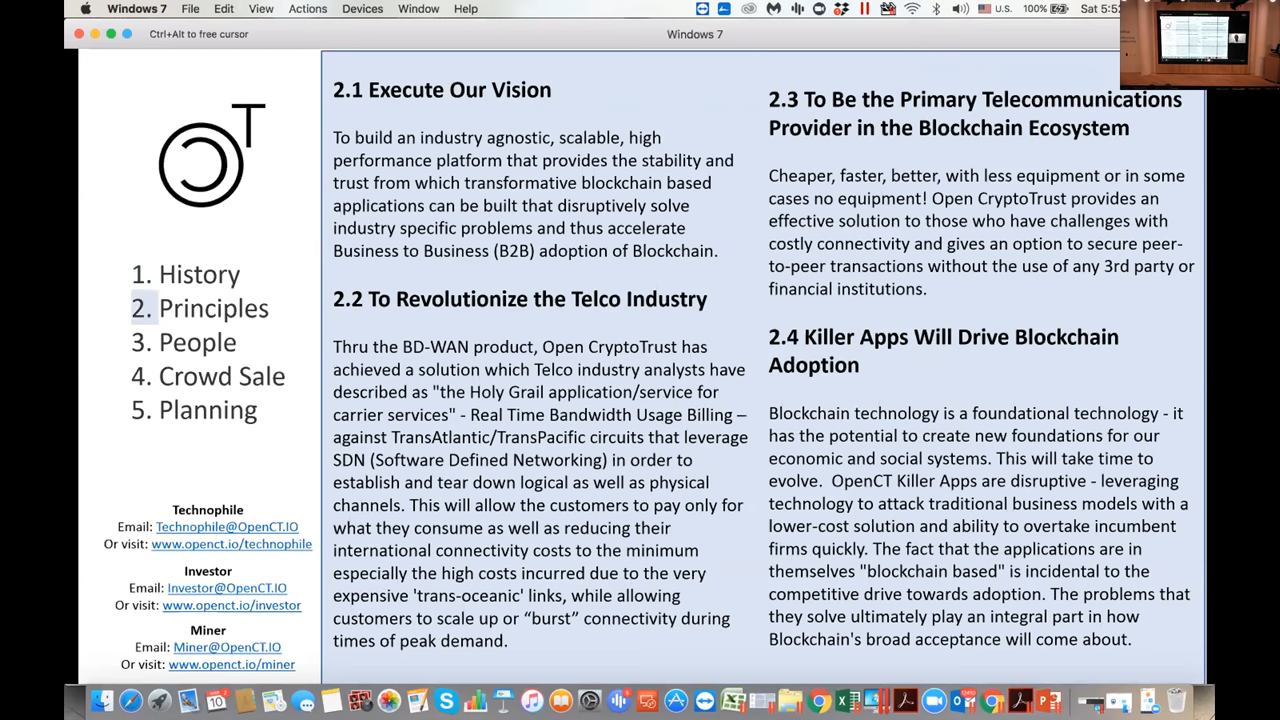 Windows 7 File Edit View Actions Devices Window Help
U.S. 100% Sat 5:5
Ctrl+Alt to free cursor
Windows 7
T
1. History
2. Principles
3. People
4. Crowd Sale
5. Planning
Technophile
Email: Technophile@OpenCT.IO
Or visit: www.openct.io/technophile
Investor
Email: Investor@OpenCT.IO
Or visit: www.openct.io/investor
Miner
Email: Miner@OpenCT.IO
Or visit: www.openct.io/miner
2.1 Execute Our Vision
To build an industry agnostic, scalable, high
performance platform that provides the stability and
trust from which transformative blockchain based
applications can be built that disruptively solve
industry specific problems and thus accelerate
Business to Business (B2B) adoption of Blockchain.
2.2 To Revolutionize the Telco Industry
Thru the BD-WAN product, Open CryptoTrust has
achieved a solution which Telco industry analysts have
described as "the Holy Grail application/service for
carrier services" - Real Time Bandwidth Usage Billing –
against TransAtlantic/TransPacific circuits that leverage
SDN (Software Defined Networking) in order to
establish and tear down logical as well as physical
channels. This will allow the customers to pay only for
what they consume as well as reducing their
international connectivity costs to the minimum
especially the high costs incurred due to the very
expensive 'trans-oceanic' links, while allowing
customers to scale up or “burst” connectivity during
times of peak demand.
2.3 To Be the Primary Telecommunications
Provider in the Blockchain Ecosystem
Cheaper, faster, better, with less equipment or in some
cases no equipment! Open CryptoTrust provides an
effective solution to those who have challenges with
costly connectivity and gives an option to secure peer-
to-peer transactions without the use of any 3rd party or
financial institutions.
2.4 Killer Apps Will Drive Blockchain
Adoption
Blockchain technology is a foundational technology - it
has the potential to create new foundations for our
economic and social systems. This will take time to
evolve. OpenCT Killer Apps are disruptive - leveraging
technology to attack traditional business models with a
lower-cost solution and ability to overtake incumbent
firms quickly. The fact that the applications are in
themselves "blockchain based" is incidental to the
competitive drive towards adoption. The problems that
they solve ultimately play an integral part in how
Blockchain's broad acceptance will come about.